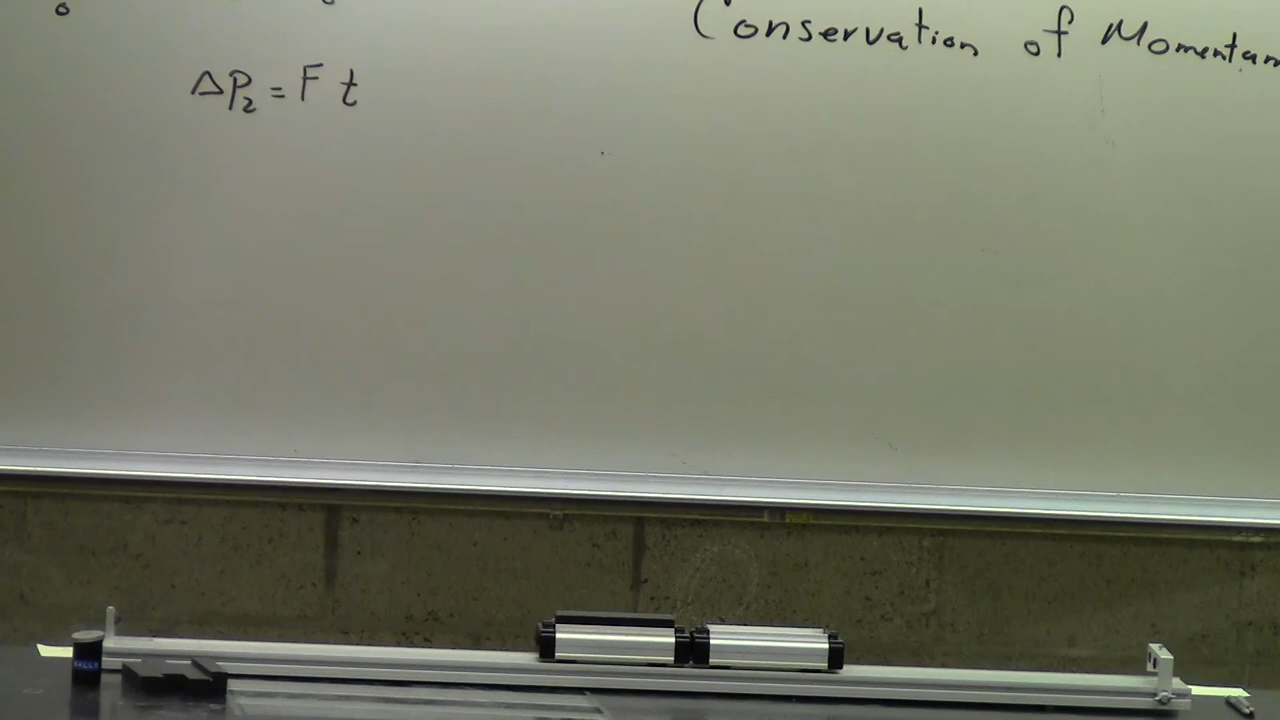 Conservation of Momentum
ΔP₂ = F t